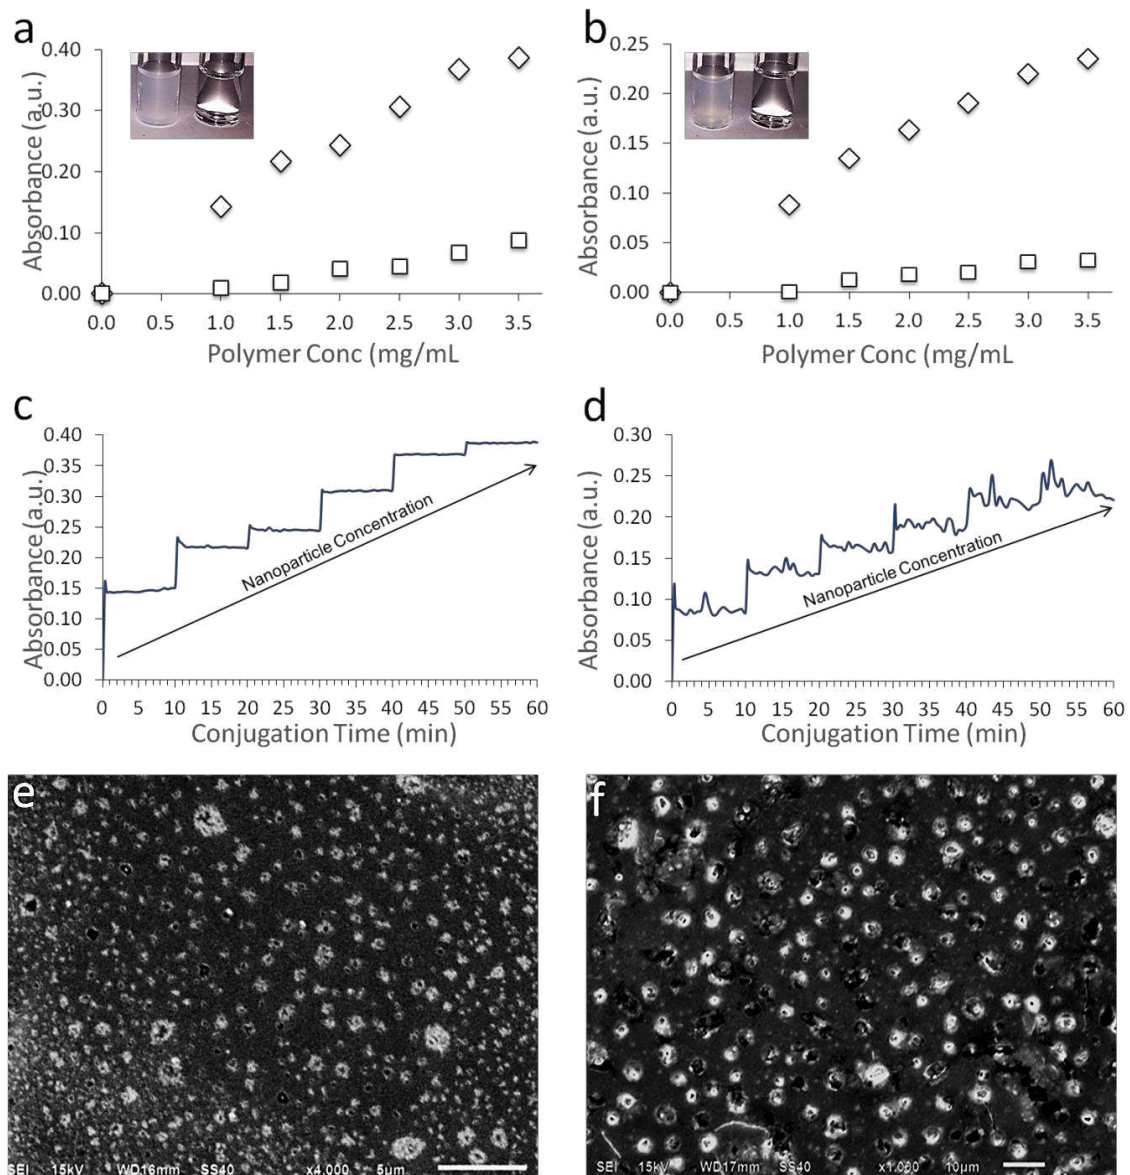 a
0.40
0.30
0.20
0.10
0.00
Absorbance (a.u.)
0.0 0.5 1.0 1.5 2.0 2.5 3.0 3.5
Polymer Conc (mg/mL
b
0.25
0.20
0.15
0.10
0.05
0.00
Absorbance (a.u.)
0.0 0.5 1.0 1.5 2.0 2.5 3.0 3.5
Polymer Conc (mg/mL
c
0.40
0.35
0.30
0.25
0.20
0.15
0.10
0.05
0.00
Absorbance (a.u.)
Nanoparticle Concentration
0 5 10 15 20 25 30 35 40 45 50 55 60
Conjugation Time (min)
d
0.30
0.25
0.20
0.15
0.10
0.05
0.00
Absorbance (a.u.)
Nanoparticle Concentration
0 5 10 15 20 25 30 35 40 45 50 55 60
Conjugation Time (min)
e
SEI 15kV WD16mm SS40 x4,000 5μm
f
SEI 15kV WD17mm SS40 x1,000 10μm